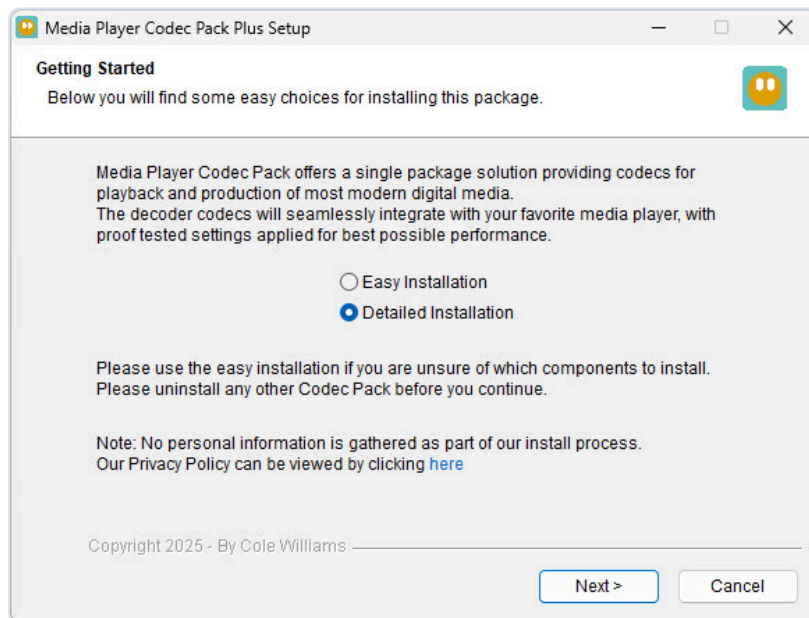 Media Player Codec Pack Plus Setup
Getting Started
Below you will find some easy choices for installing this package.
Media Player Codec Pack offers a single package solution providing codecs for
playback and production of most modern digital media.
The decoder codecs will seamlessly integrate with your favorite media player, with
proof tested settings applied for best possible performance.
Easy Installation
Detailed Installation
Please use the easy installation if you are unsure of which components to install.
Please uninstall any other Codec Pack before you continue.
Note: No personal information is gathered as part of our install process.
Our Privacy Policy can be viewed by clicking here
Copyright 2025 - By Cole Williams
Next >
Cancel